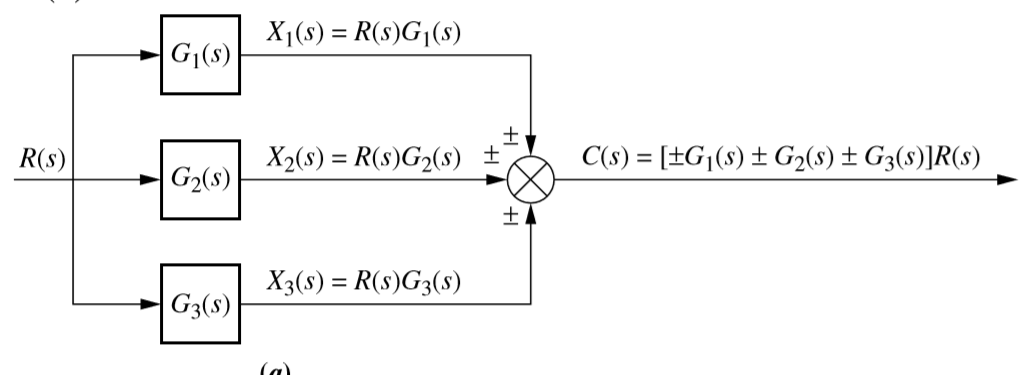 G₁(s) X₁(s) = R(s)G₁(s)
±
R(s) G₂(s) X₂(s) = R(s)G₂(s) ± C(s) = [±G₁(s) ± G₂(s) ± G₃(s)]R(s)
±
G₃(s) X₃(s) = R(s)G₃(s)
(a)